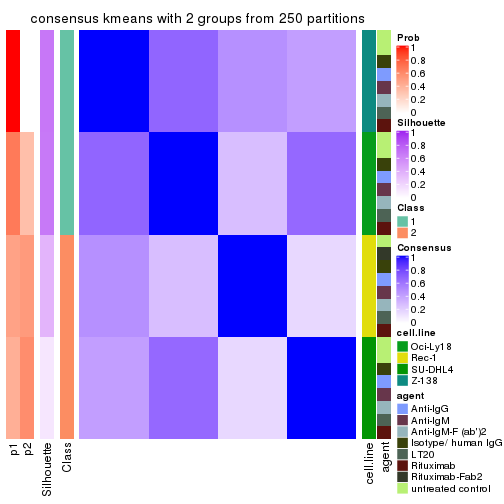 consensus kmeans with 2 groups from 250 partitions
Prob
1
0.8
0.6
0.4
0.2
0
Silhouette
1
0.8
0.6
0.4
0.2
0
Class
1
2
Consensus
1
0.8
0.6
0.4
0.2
0
cell.line
Oci-Ly18
Rec-1
SU-DHL4
Z-138
agent
Anti-IgG
Anti-IgM
Anti-IgM-F (ab')2
Isotype/ human IgG
LT20
Rituximab
Rituximab-Fab2
untreated control
p1
p2
Silhouette
Class
cell.line
agent